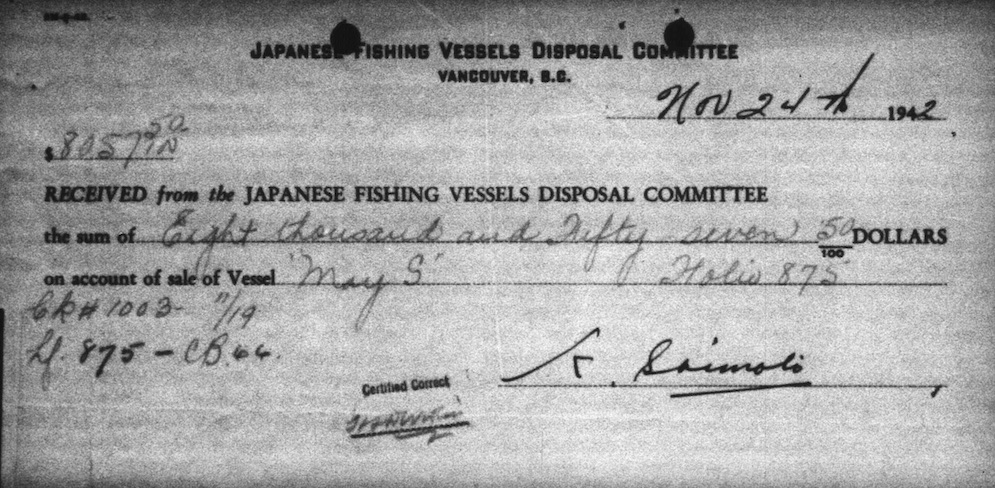 JAPANESE FISHING VESSELS DISPOSAL COMMITTEE
VANCOUVER, B.C.
Nov 24th 1942
$8057 50
RECEIVED from the JAPANESE FISHING VESSELS DISPOSAL COMMITTEE
the sum of Eight thousand and Fifty seven 50/100 DOLLARS
on account of sale of Vessel "May S" Folio 875
Ck# 1003 - 11/19
Lf. 875 - CB 44.
K.
Certified Correct